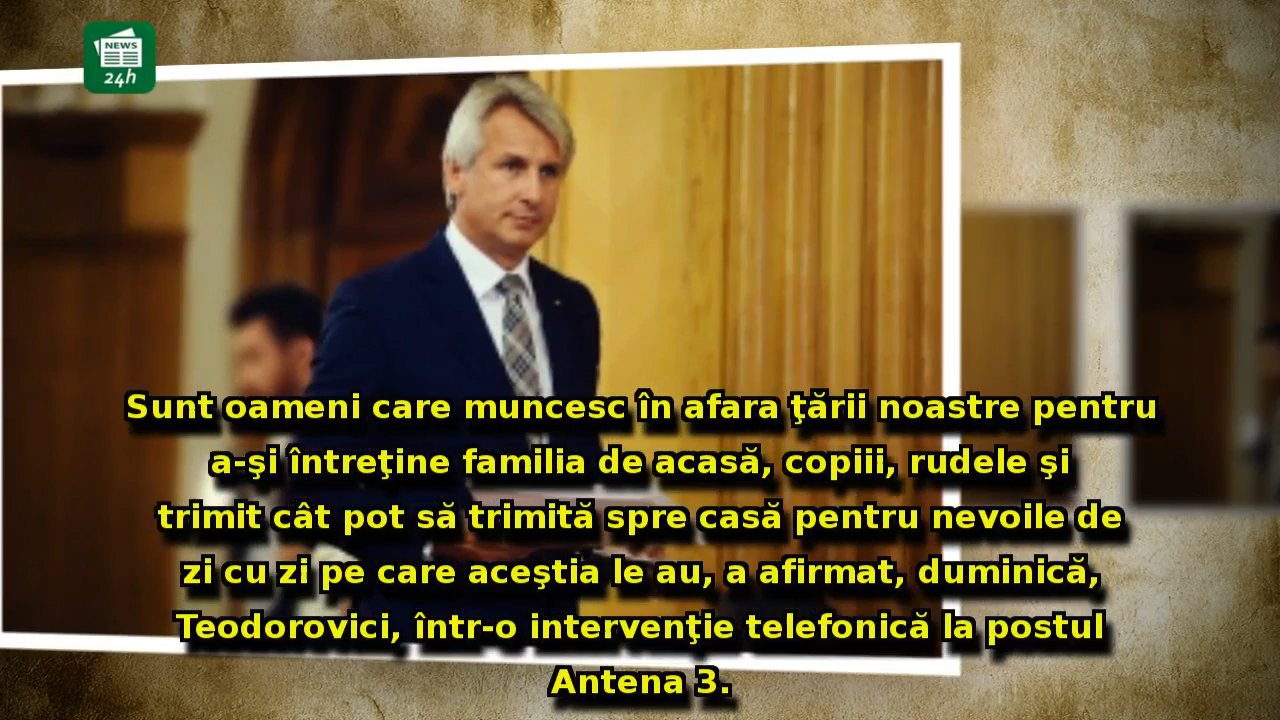 NEWS
24h
Sunt oameni care muncesc în afara ţării noastre pentru
a-şi întreţine familia de acasă, copiii, rudele şi
trimit cât pot să trimită spre casă pentru nevoile de
zi cu zi pe care aceştia le au, a afirmat, duminică,
Teodorovici, într-o intervenţie telefonică la postul
Antena 3.